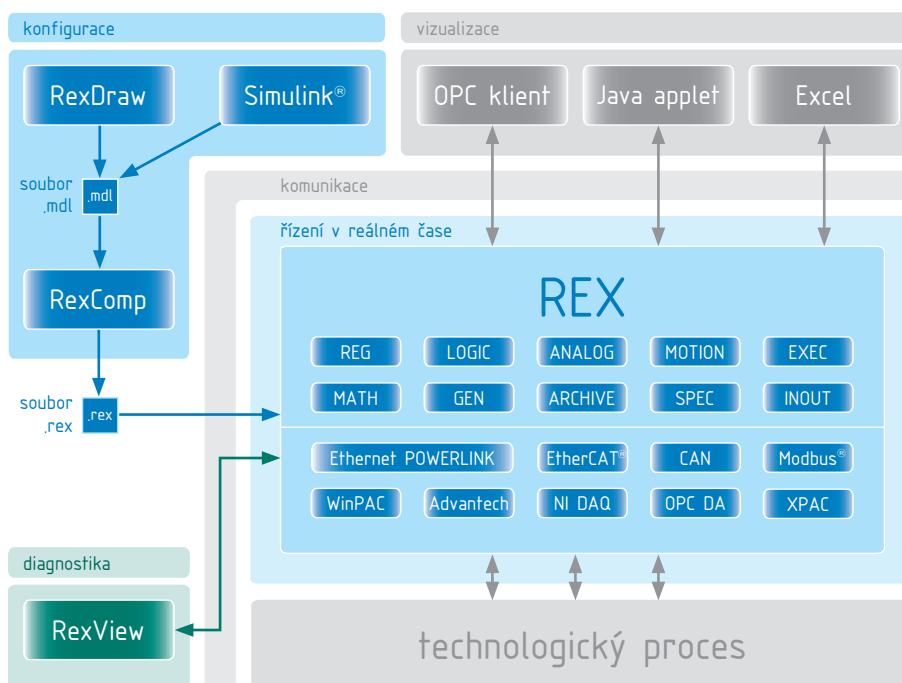 konfigurace
vizualizace
RexDraw
Simulink®
OPC klient
Java applet
Excel
soubor
.mdl
.mdl
komunikace
řízení v reálném čase
RexComp
REX
REG
LOGIC
ANALOG
MOTION
EXEC
MATH
GEN
ARCHIVE
SPEC
INOUT
soubor
.rex
.rex
Ethernet POWERLINK
EtherCAT®
CAN
Modbus®
WinPAC
Advantech
NI DAQ
OPC DA
XPAC
diagnostika
RexView
technologický proces